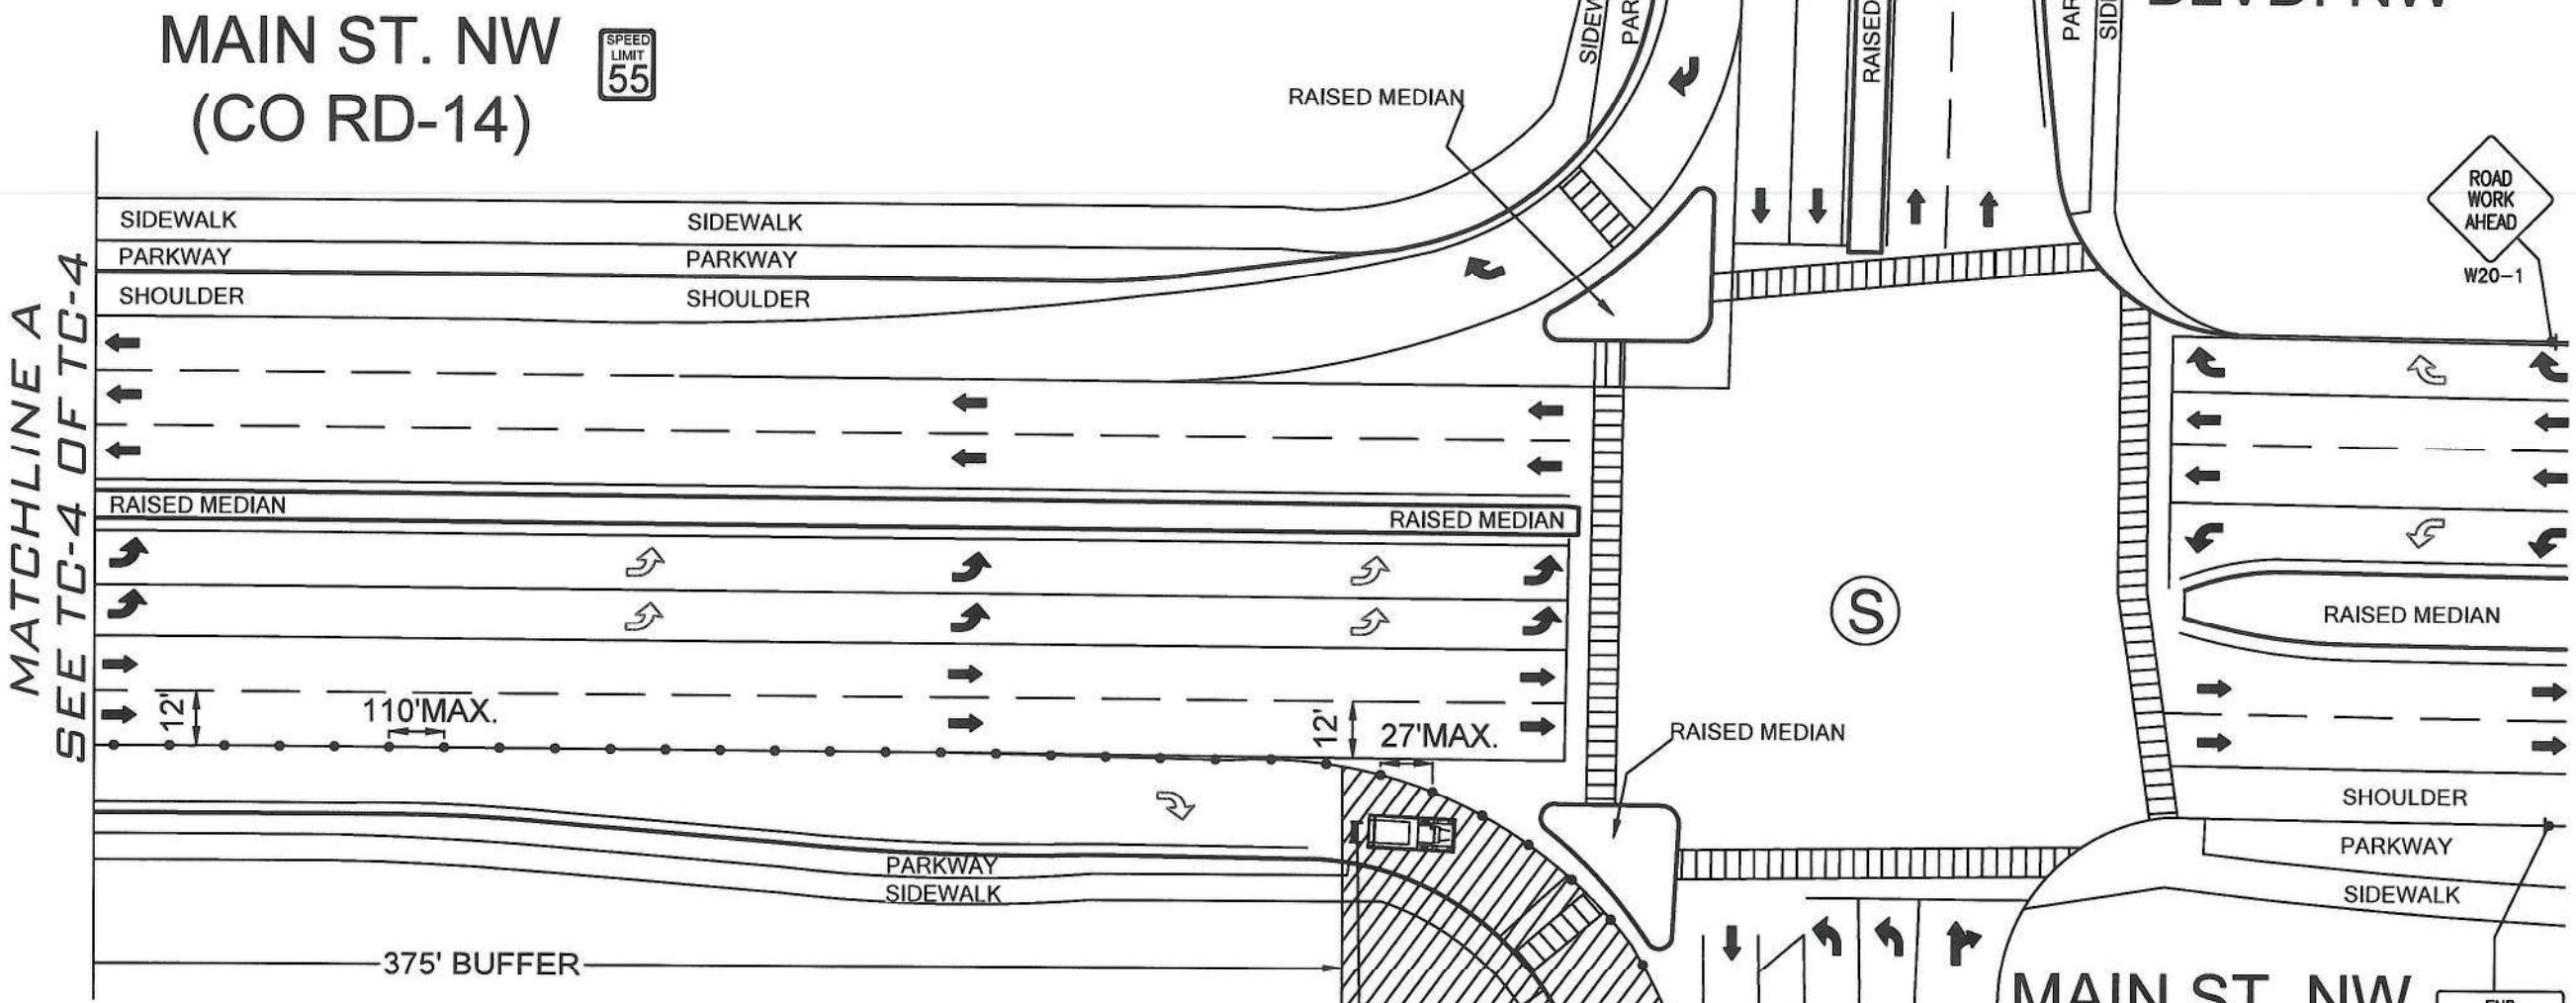 MAIN ST. NW
(CO RD-14)
SPEED
LIMIT
55
RAISED MEDIAN
RAISED
ROAD
WORK
AHEAD
W20-1
SIDEWALK
SIDEWALK
PARKWAY
PARKWAY
SHOULDER
SHOULDER
MATCHLINE A
SEE TC-4 OF TC-4
RAISED MEDIAN
RAISED MEDIAN
S
RAISED MEDIAN
12'
110'MAX.
12'
27'MAX.
RAISED MEDIAN
SHOULDER
PARKWAY
SIDEWALK
PARKWAY
SIDEWALK
375' BUFFER
MAIN ST. NW